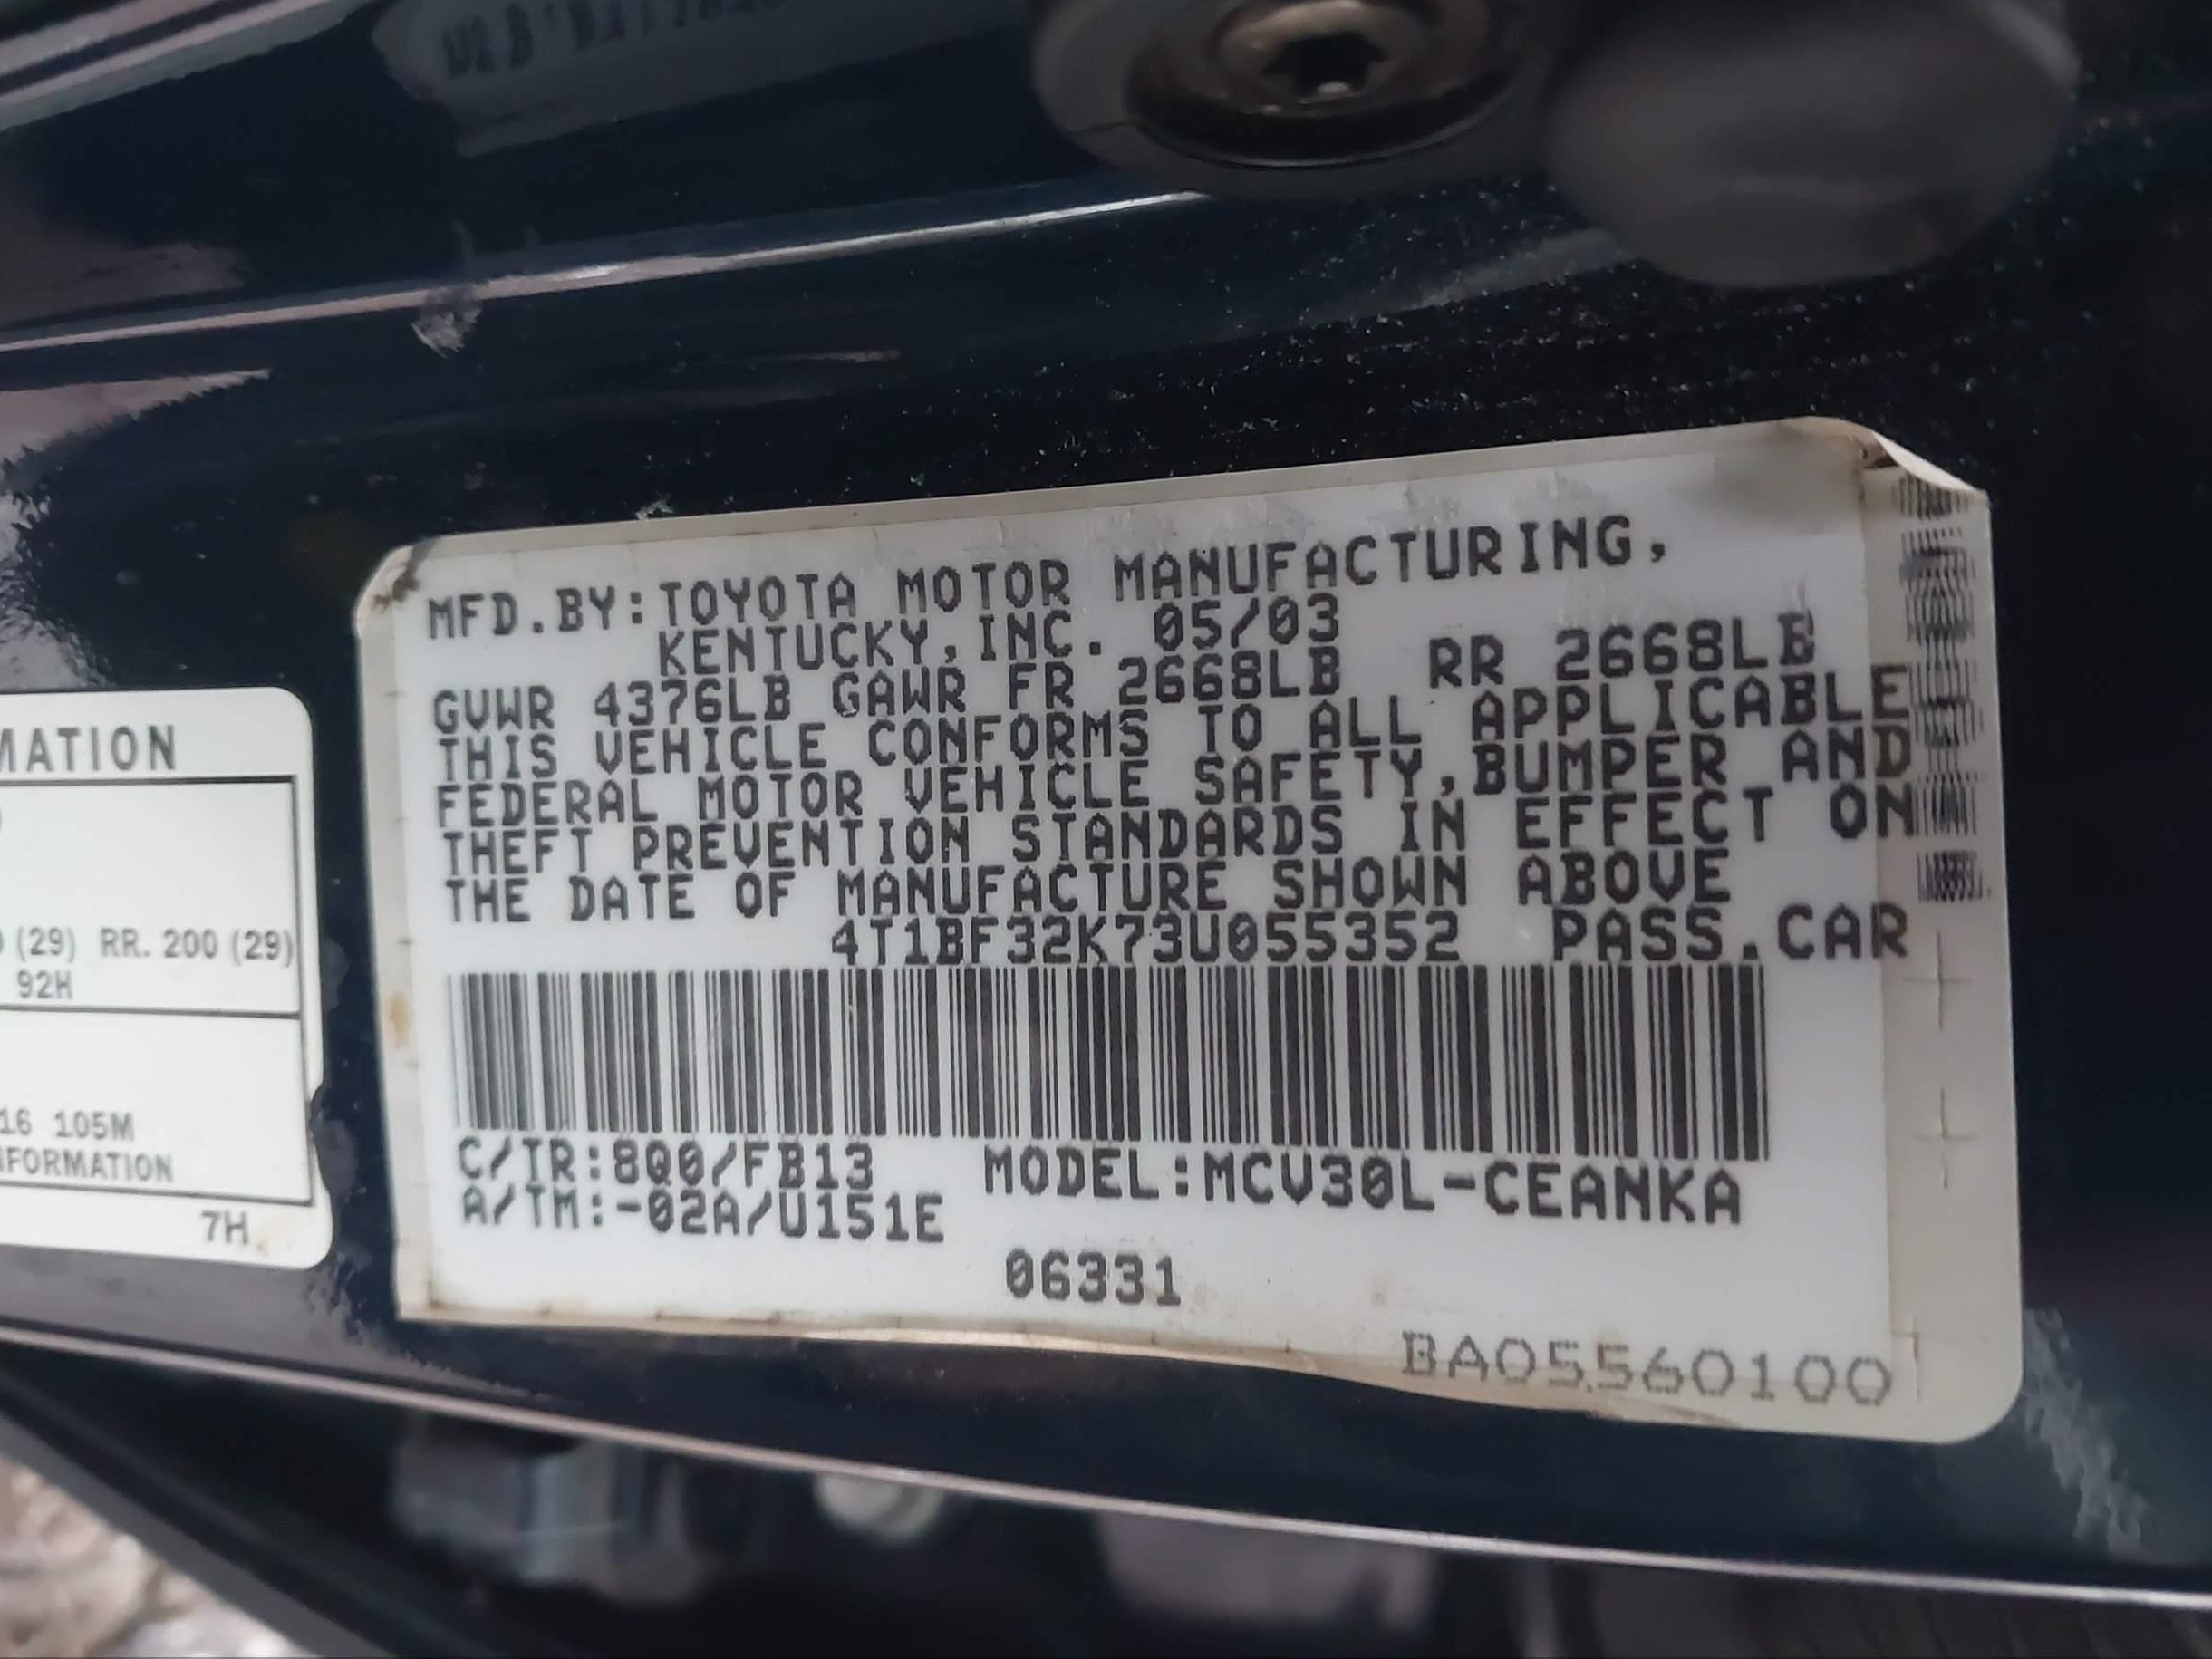 MATION
(29) RR. 200 (29)
92H
16 105M
FORMATION
7H
MFD.BY:TOYOTA MOTOR MANUFACTURING,
KENTUCKY,INC. 05/03
GVWR 4376LB GAWR FR 2668LB RR 2668LB
THIS VEHICLE CONFORMS TO ALL APPLICABLE
FEDERAL MOTOR VEHICLE SAFETY,BUMPER AND
THEFT PREVENTION STANDARDS IN EFFECT ON
THE DATE OF MANUFACTURE SHOWN ABOVE
4T1BF32K73U055352 PASS.CAR
C/TR:8Q0/FB13 MODEL:MCV30L-CEANKA
A/TM:-02A/U151E
06331
BA05560100